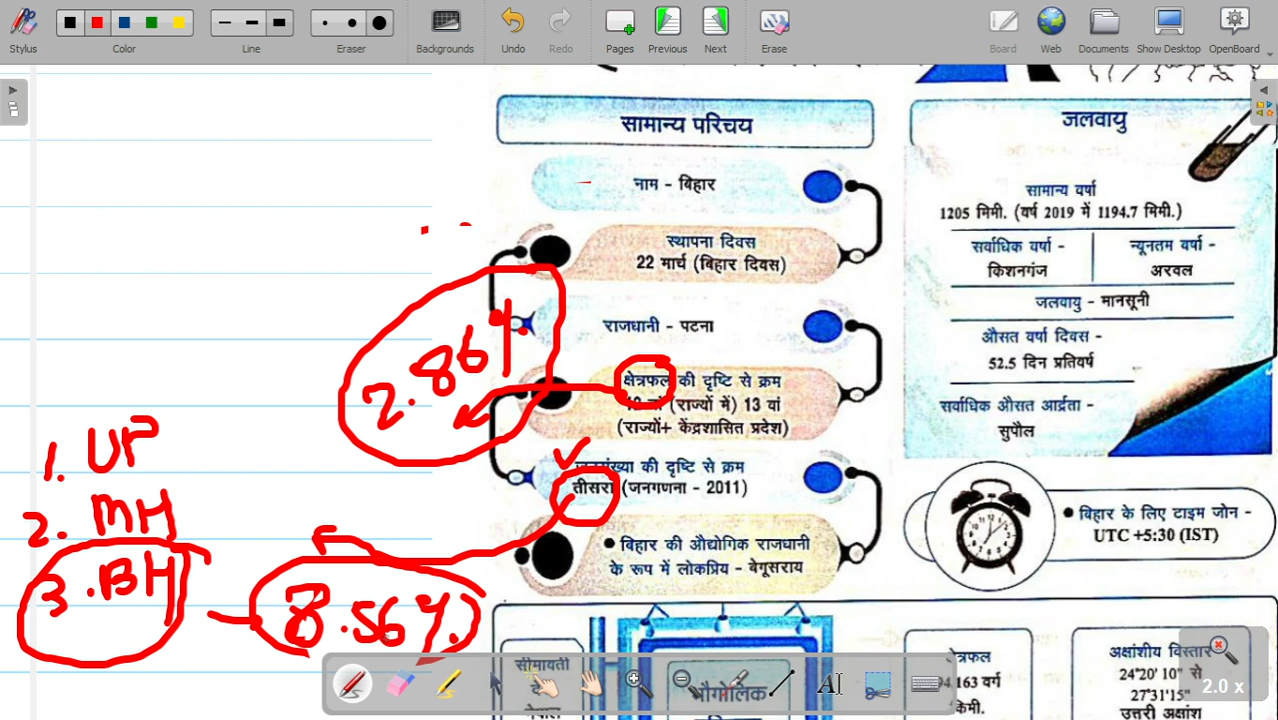 Stylus
Color
Line
Eraser
Backgrounds
Undo
Redo
Pages
Previous
Next
Erase
Board
Web
Documents
Show Desktop
OpenBoard
सामान्य परिचय
नाम - बिहार
स्थापना दिवस
22 मार्च (बिहार दिवस)
राजधानी - पटना
क्षेत्रफल की दृष्टि से क्रम
(राज्यों में) 13 वां
(राज्यों+ केंद्रशासित प्रदेश)
की दृष्टि से क्रम
तीसरा (जनगणना - 2011)
बिहार की औद्योगिक राजधानी
के रूप में लोकप्रिय - बेगूसराय
2.86%
1. UP
2. MH
3. BH
8.56%
जलवायु
सामान्य वर्षा
1205 मिमी. (वर्ष 2019 में 1194.7 मिमी.)
सर्वाधिक वर्षा -
किशनगंज
न्यूनतम वर्षा -
अरवल
जलवायु - मानसूनी
औसत वर्षा दिवस -
52.5 दिन प्रतिवर्ष
सर्वाधिक औसत आर्द्रता -
सुपौल
बिहार के लिए टाइम जोन -
UTC +5:30 (IST)
भौगोलिक
वर्ग
किमी.
अक्षांशीय विस्तार
24°20' 10" से
27°31'15"
उत्तरी अक्षांश
2.0 x